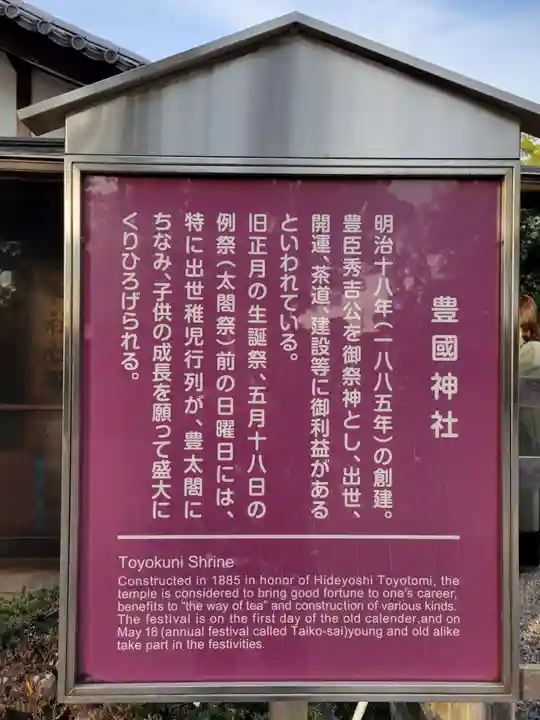 豊國神社
明治十八年(一八八五年)の創建。
豊臣秀吉公を御祭神とし、出世、
開運、茶道、建設等に御利益がある
といわれている。
旧正月の生誕祭、五月十八日の
例祭(太閤祭)前の日曜日には、
特に出世稚児行列が、豊太閤に
ちなみ、子供の成長を願って盛大に
くりひろげられる。
Toyokuni Shrine
Constructed in 1885 in honor of Hideyoshi Toyotomi, the
temple is considered to bring good fortune to one's career,
benefits to "the way of tea" and construction of various kinds.
The festival is on the first day of the old calender,and on
May 18 (annual festival called Taiko-sai)young and old alike
take part in the festivities.